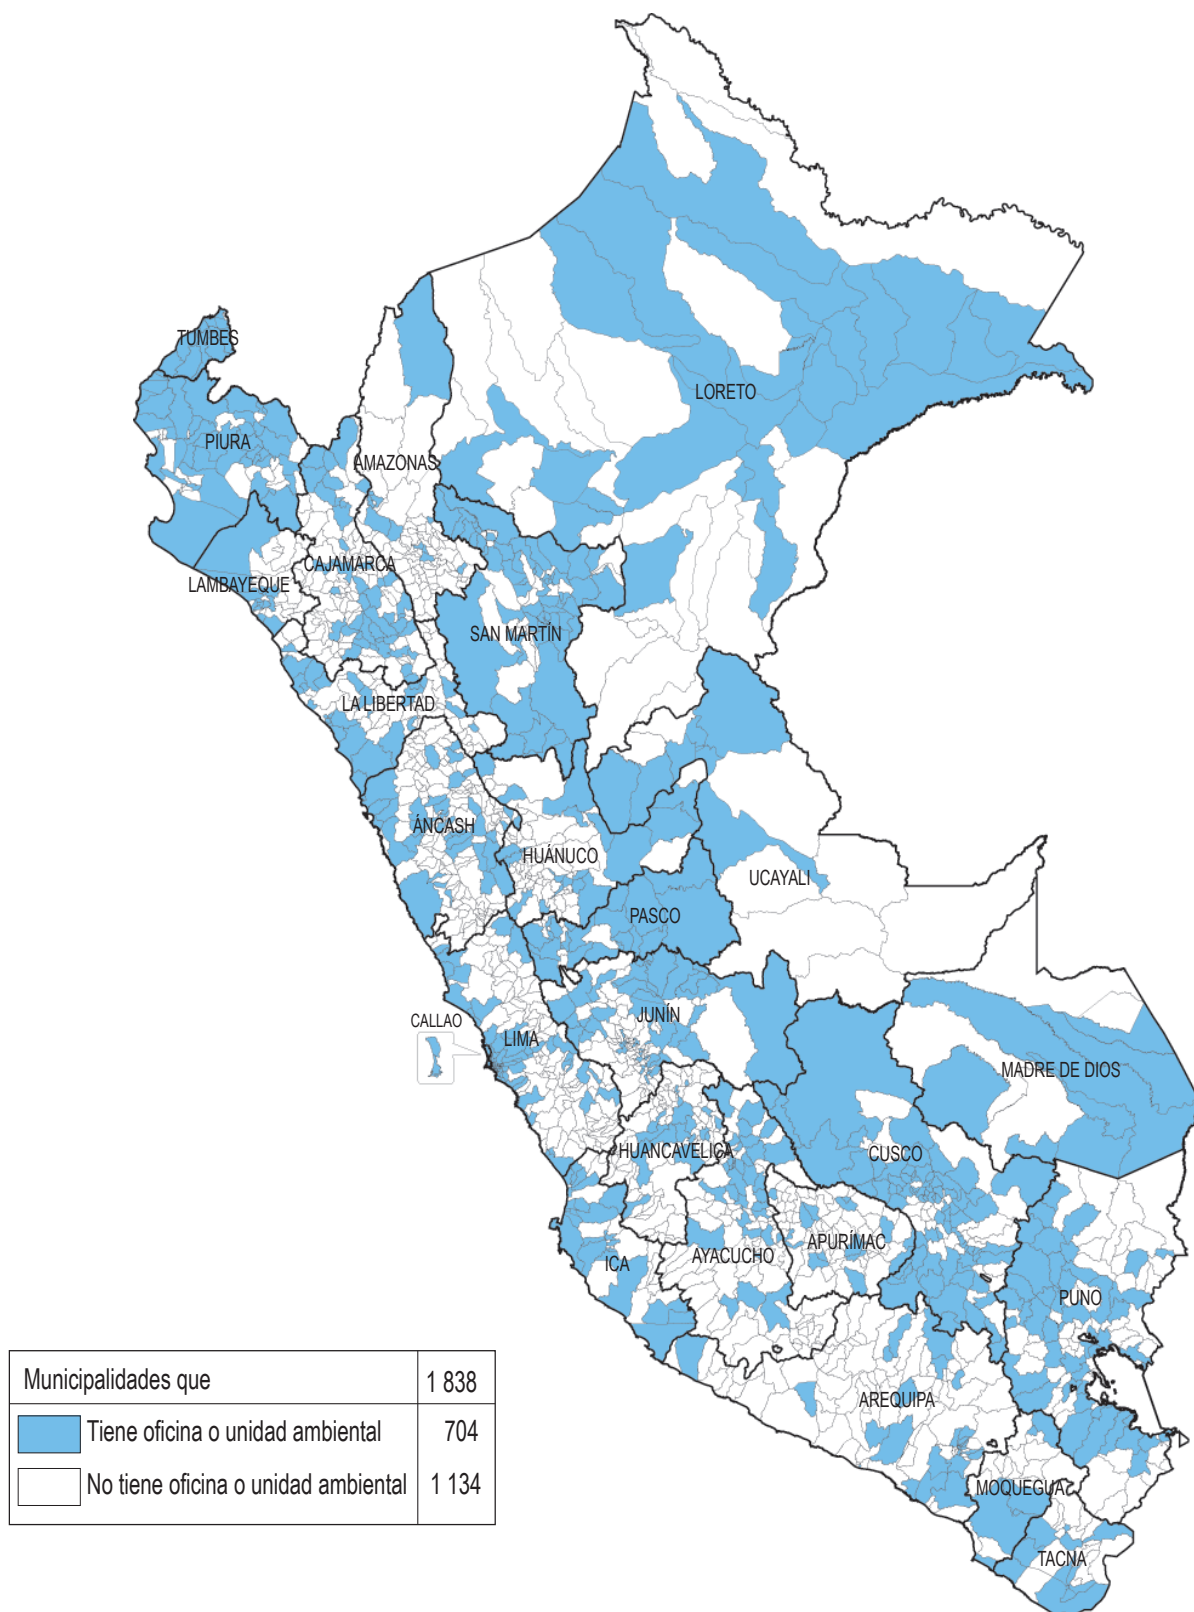 TUMBES
LORETO
PIURA
AMAZONAS
CAJAMARCA
LAMBAYEQUE
SAN MARTÍN
LA LIBERTAD
ÁNCASH
HUÁNUCO
UCAYALI
PASCO
JUNÍN
CALLAO
LIMA
MADRE DE DIOS
HUANCAVELICA
CUSCO
APURÍMAC
AYACUCHO
ICA
PUNO
AREQUIPA
MOQUEGUA
TACNA
Municipalidades que 1 838
Tiene oficina o unidad ambiental 704
No tiene oficina o unidad ambiental 1 134